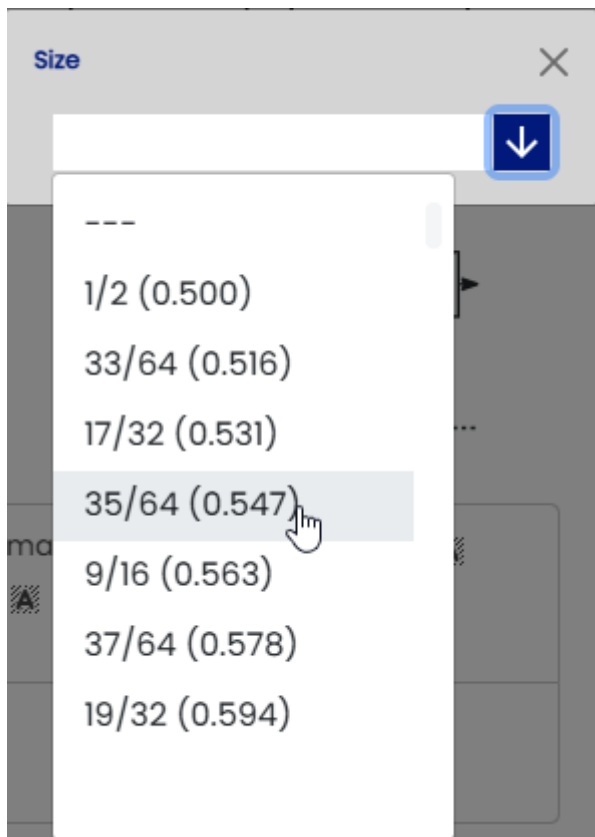 Size
---
1/2 (0.500)
33/64 (0.516)
17/32 (0.531)
...
35/64 (0.547)
ma
A
9/16 (0.563)
A
37/64 (0.578)
19/32 (0.594)